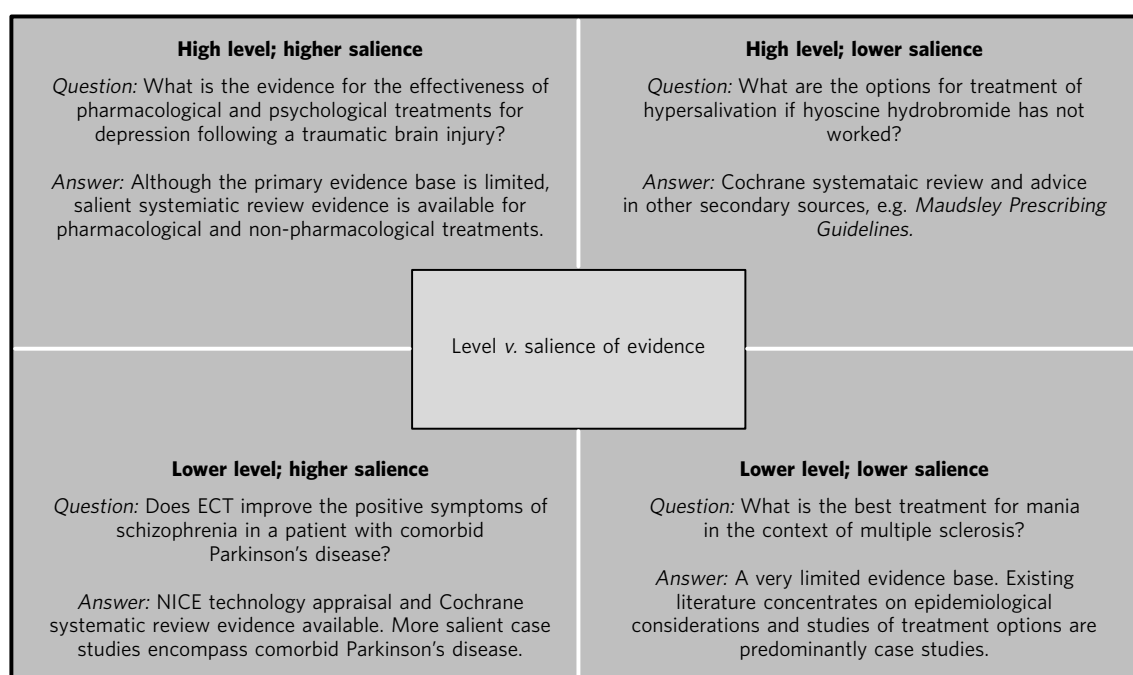 High level; higher salience
Question: What is the evidence for the effectiveness of
pharmacological and psychological treatments for
depression following a traumatic brain injury?
Answer: Although the primary evidence base is limited,
salient systemiatic review evidence is available for
pharmacological and non-pharmacological treatments.
High level; lower salience
Question: What are the options for treatment of
hypersalivation if hyoscine hydrobromide has not
worked?
Answer: Cochrane systemataic review and advice
in other secondary sources, e.g. Maudsley Prescribing
Guidelines.
Level v. salience of evidence
Lower level; higher salience
Question: Does ECT improve the positive symptoms of
schizophrenia in a patient with comorbid
Parkinson's disease?
Answer: NICE technology appraisal and Cochrane
systematic review evidence available. More salient case
studies encompass comorbid Parkinson's disease.
Lower level; lower salience
Question: What is the best treatment for mania
in the context of multiple sclerosis?
Answer: A very limited evidence base. Existing
literature concentrates on epidemiological
considerations and studies of treatment options are
predominantly case studies.